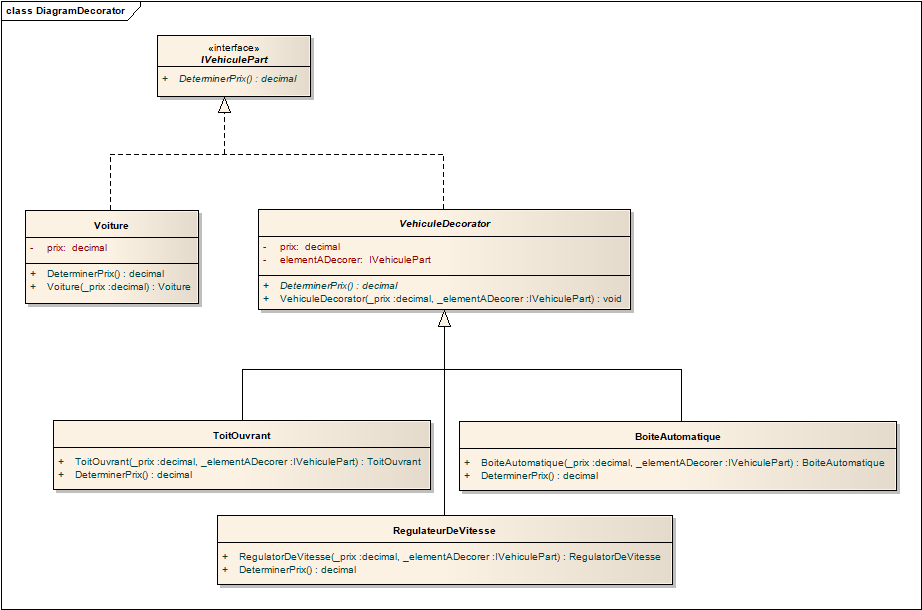 class DiagramDecorator
«interface»
IVehiculePart
+ DeterminerPrix() : decimal
Voiture
- prix: decimal
+ DeterminerPrix() : decimal
+ Voiture(_prix :decimal) : Voiture
VehiculeDecorator
- prix: decimal
- elementADecorer: IVehiculePart
+ DeterminerPrix() : decimal
+ VehiculeDecorator(_prix :decimal, _elementADecorer :IVehiculePart) : void
ToitOuvrant
+ ToitOuvrant(_prix :decimal, _elementADecorer :IVehiculePart) : ToitOuvrant
+ DeterminerPrix() : decimal
BoiteAutomatique
+ BoiteAutomatique(_prix :decimal, _elementADecorer :IVehiculePart) : BoiteAutomatique
+ DeterminerPrix() : decimal
RegulateurDeVitesse
+ RegulatorDeVitesse(_prix :decimal, _elementADecorer :IVehiculePart) : RegulatorDeVitesse
+ DeterminerPrix() : decimal